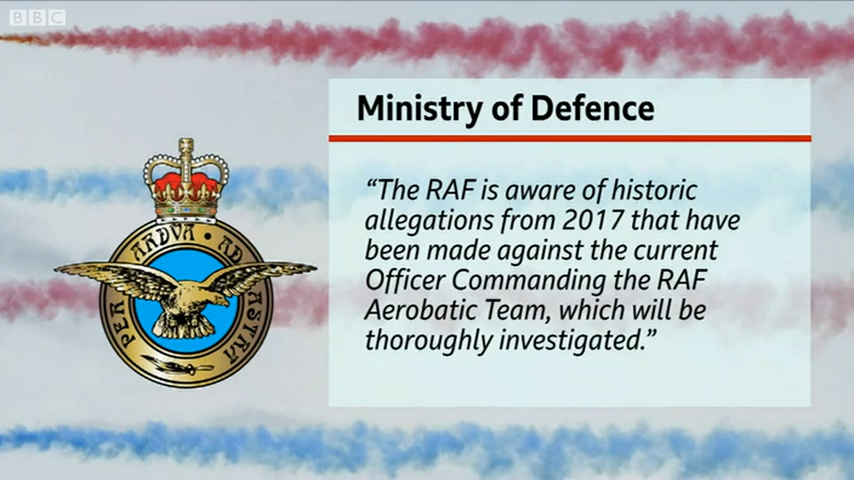 BBC
Ministry of Defence
PER ARDVA • AD ASTRA
“The RAF is aware of historic
allegations from 2017 that have
been made against the current
Officer Commanding the RAF
Aerobatic Team, which will be
thoroughly investigated.”